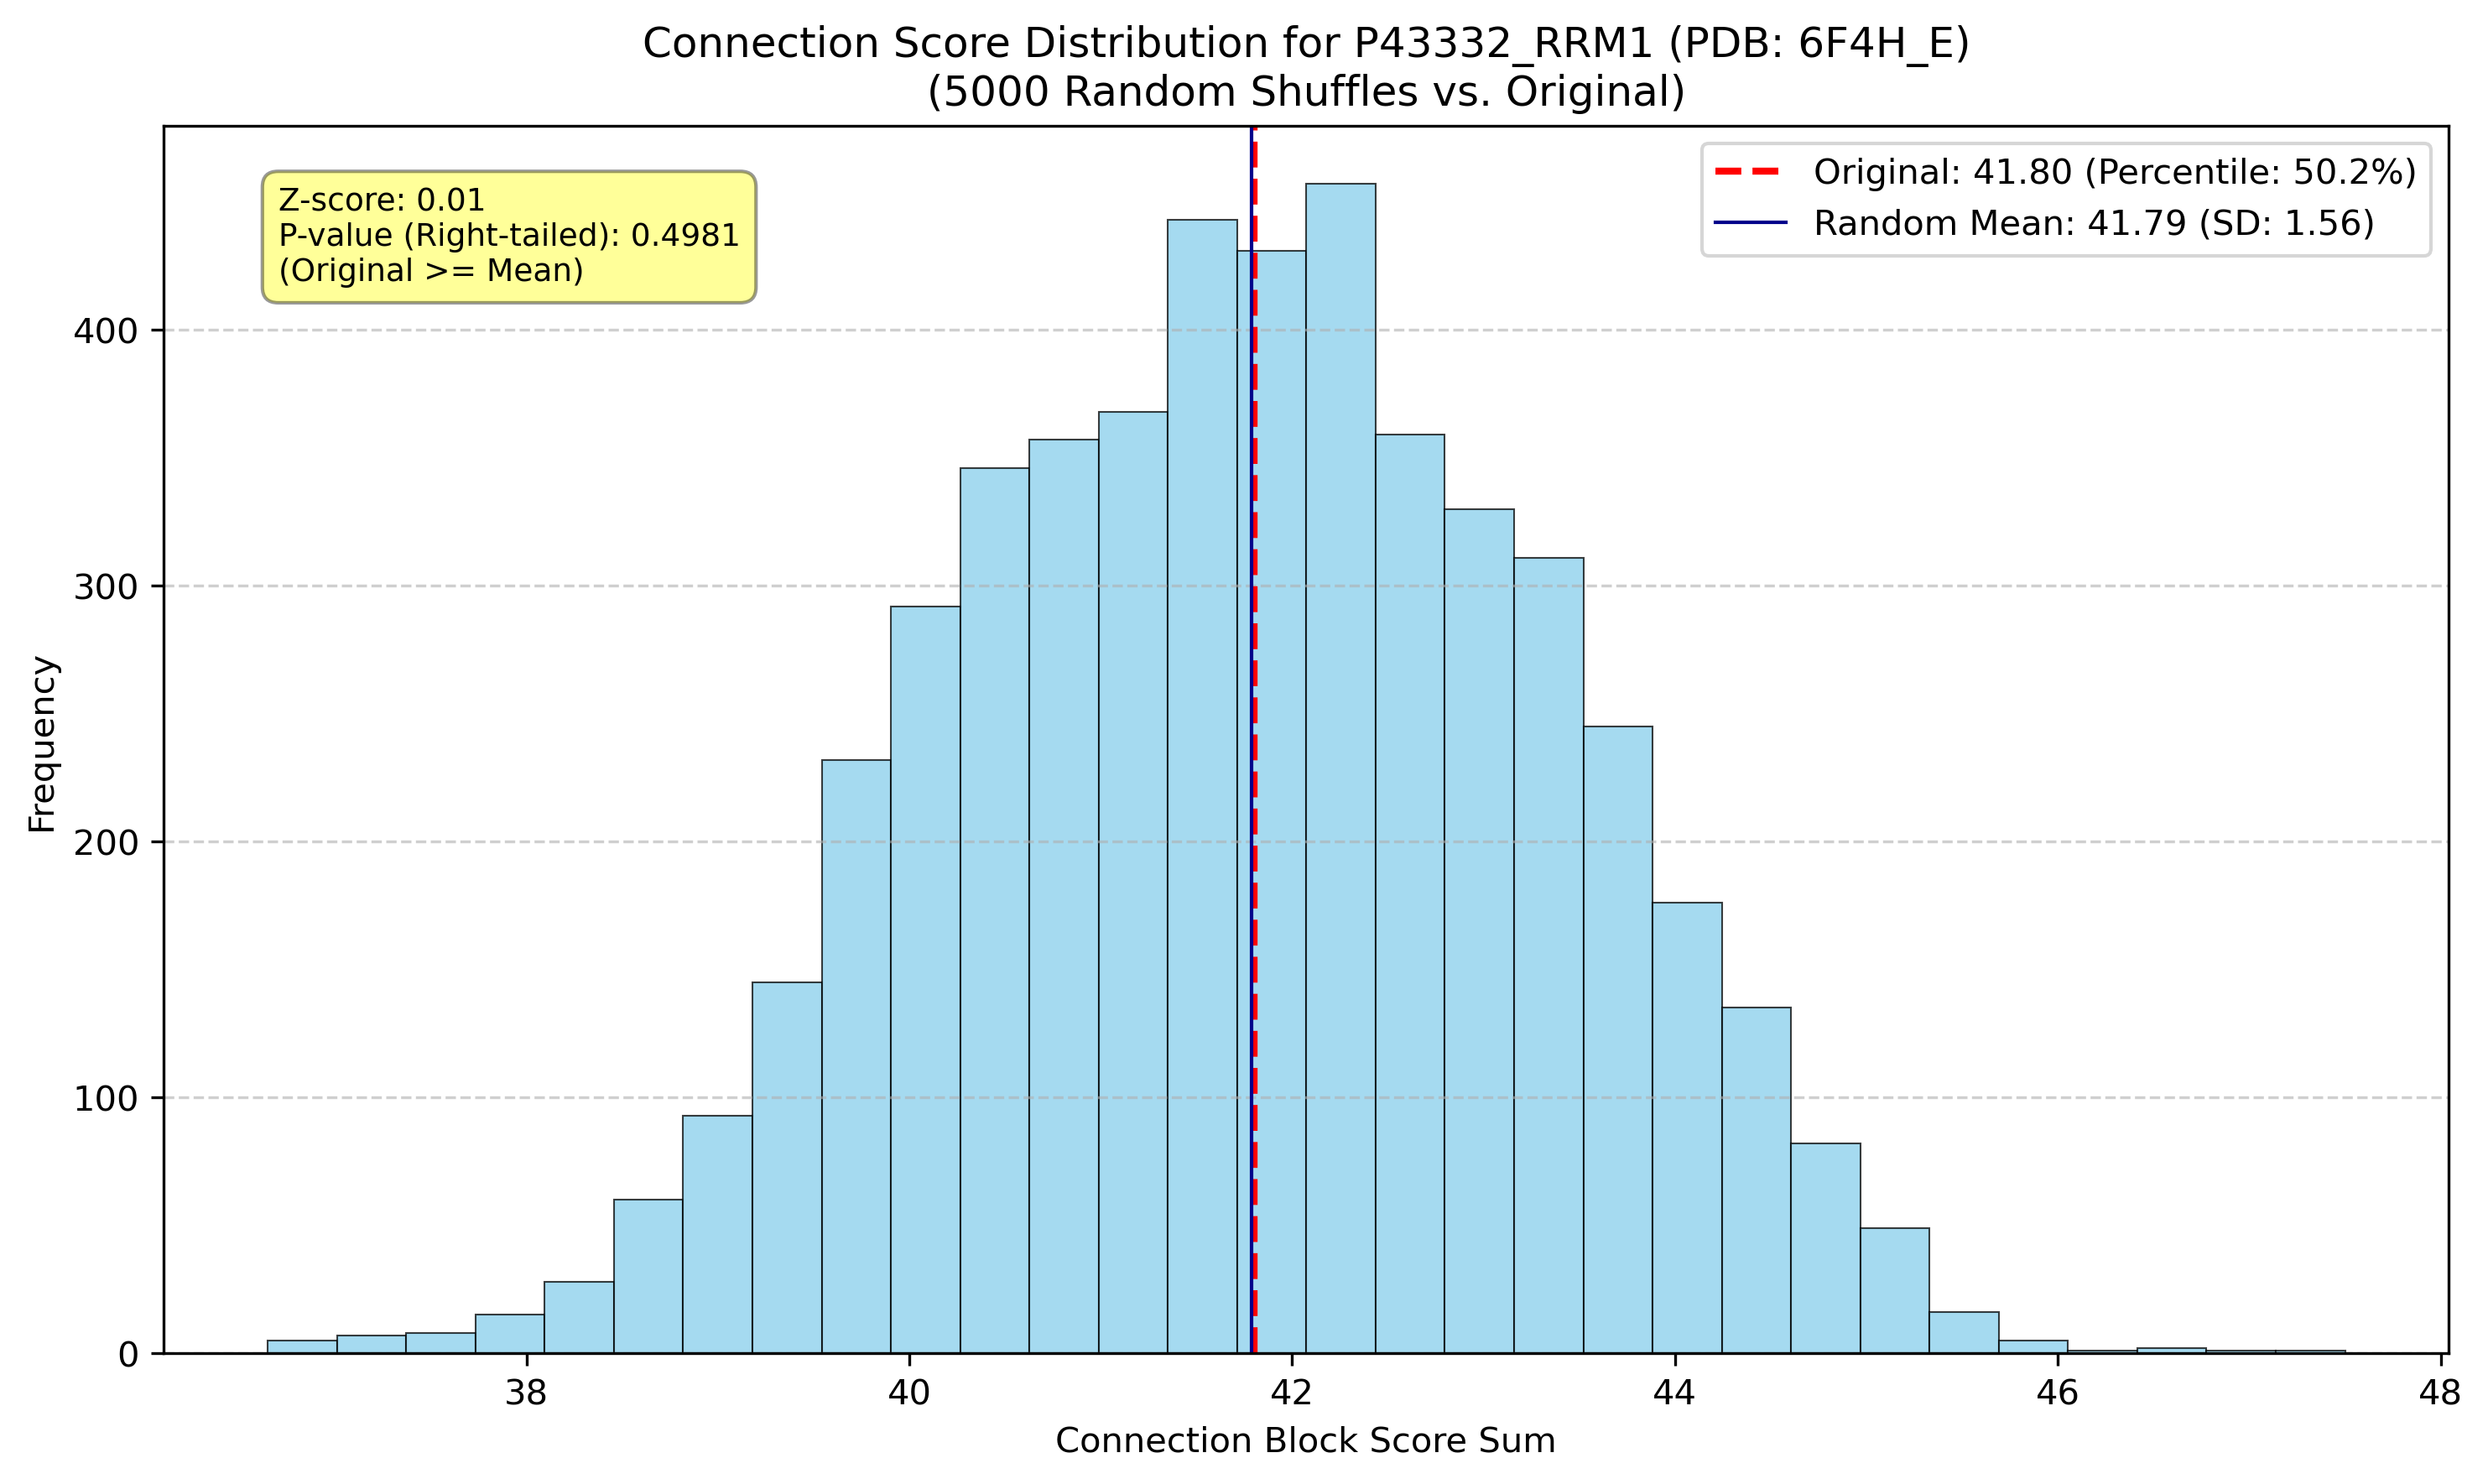 Connection Score Distribution for P43332_RRM1 (PDB: 6F4H_E)
(5000 Random Shuffles vs. Original)
Z-score: 0.01
P-value (Right-tailed): 0.4981
(Original >= Mean)
Original: 41.80 (Percentile: 50.2%)
Random Mean: 41.79 (SD: 1.56)
Frequency
400
300
200
100
0
38
40
42
44
46
48
Connection Block Score Sum